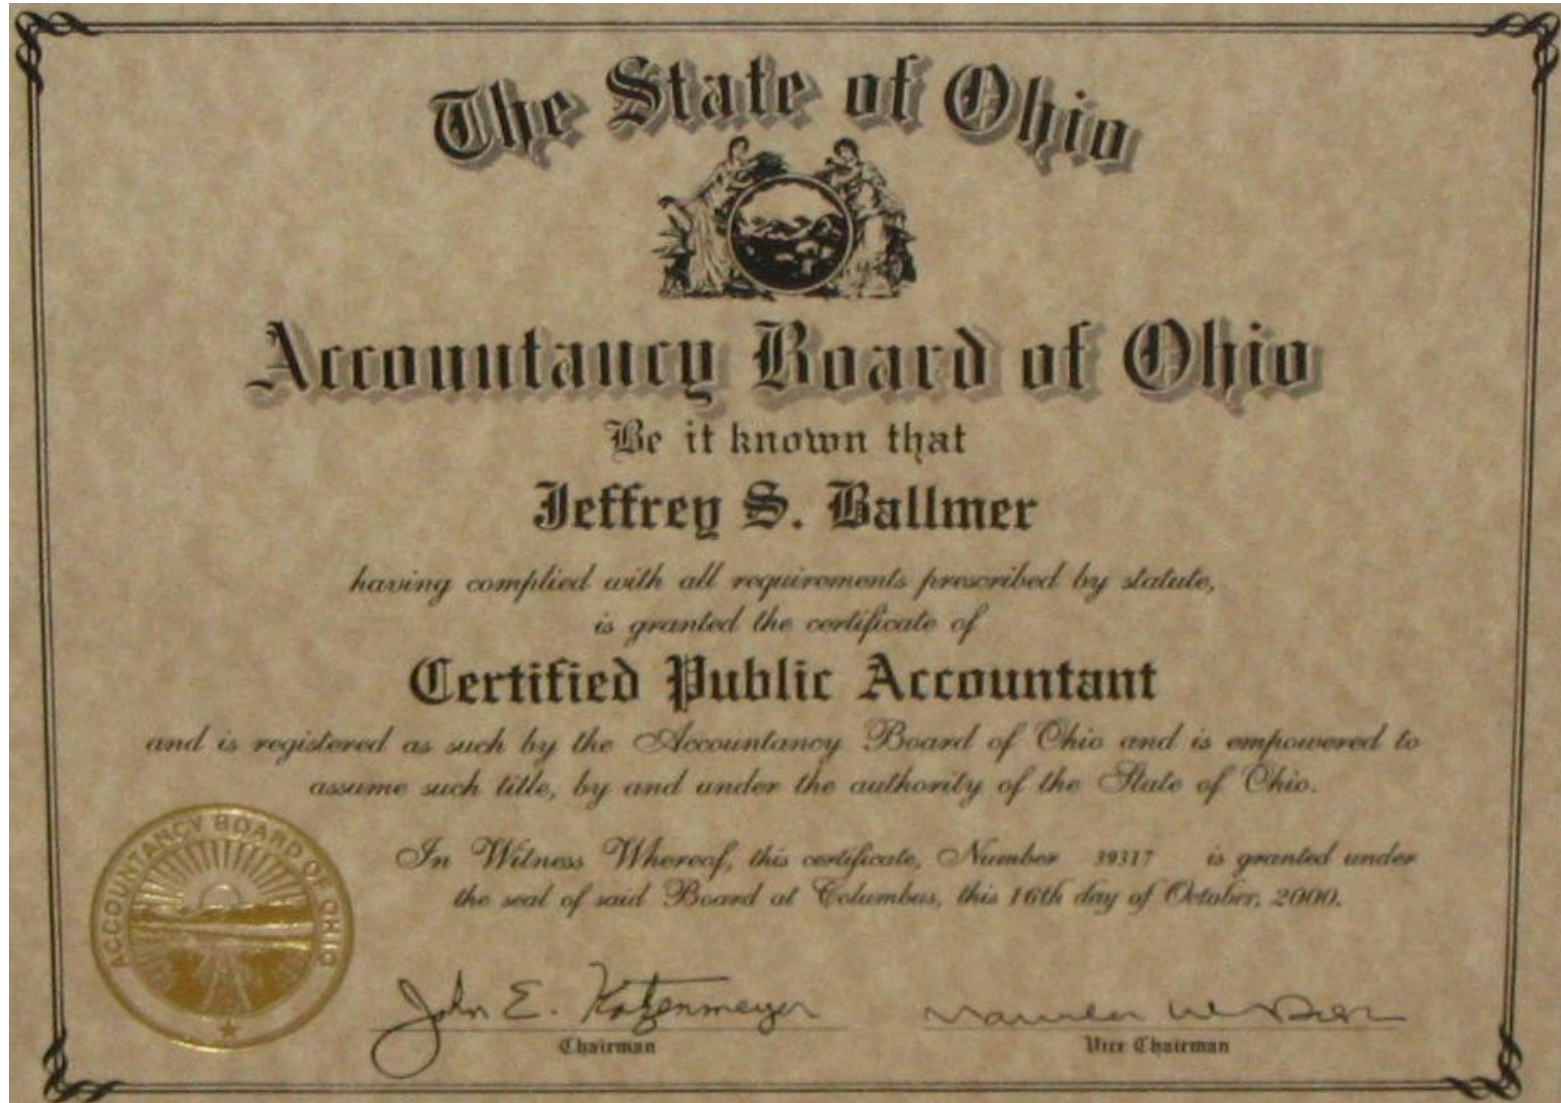 The State of Ohio
Accountancy Board of Ohio
Be it known that
Jeffrey S. Ballmer
having complied with all requirements prescribed by statute,
is granted the certificate of
Certified Public Accountant
and is registered as such by the Accountancy Board of Ohio and is empowered to
assume such title, by and under the authority of the State of Ohio.
In Witness Whereof, this certificate, Number 39317 is granted under
the seal of said Board at Columbus, this 16th day of October, 2000.
ACCOUNTANCY BOARD OF OHIO
John E. Katzenmeyer
Chairman
Vice Chairman